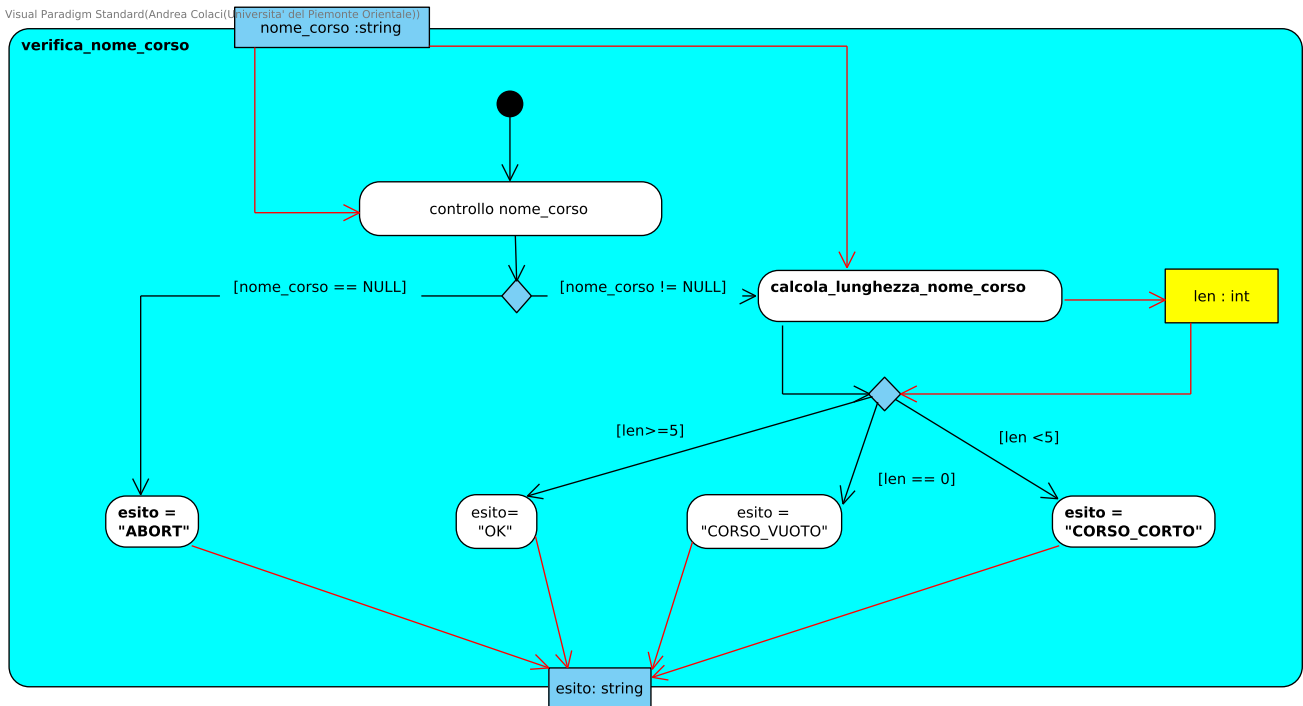 Visual Paradigm Standard(Andrea Colaci(Universita' del Piemonte Orientale))
nome_corso :string
verifica_nome_corso
controllo nome_corso
[nome_corso == NULL]
[nome_corso != NULL]
calcola_lunghezza_nome_corso
len : int
[len>=5]
[len <5]
[len == 0]
esito =
"ABORT"
esito=
"OK"
esito =
"CORSO_VUOTO"
esito =
"CORSO_CORTO"
esito: string